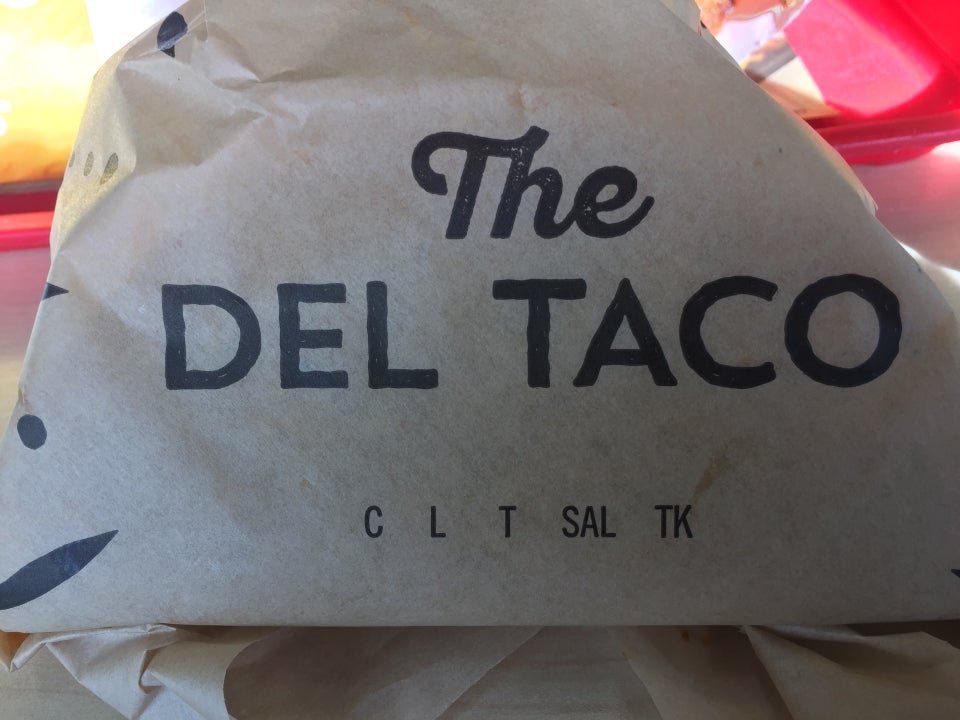 The
DEL TACO
C L T SAL TK